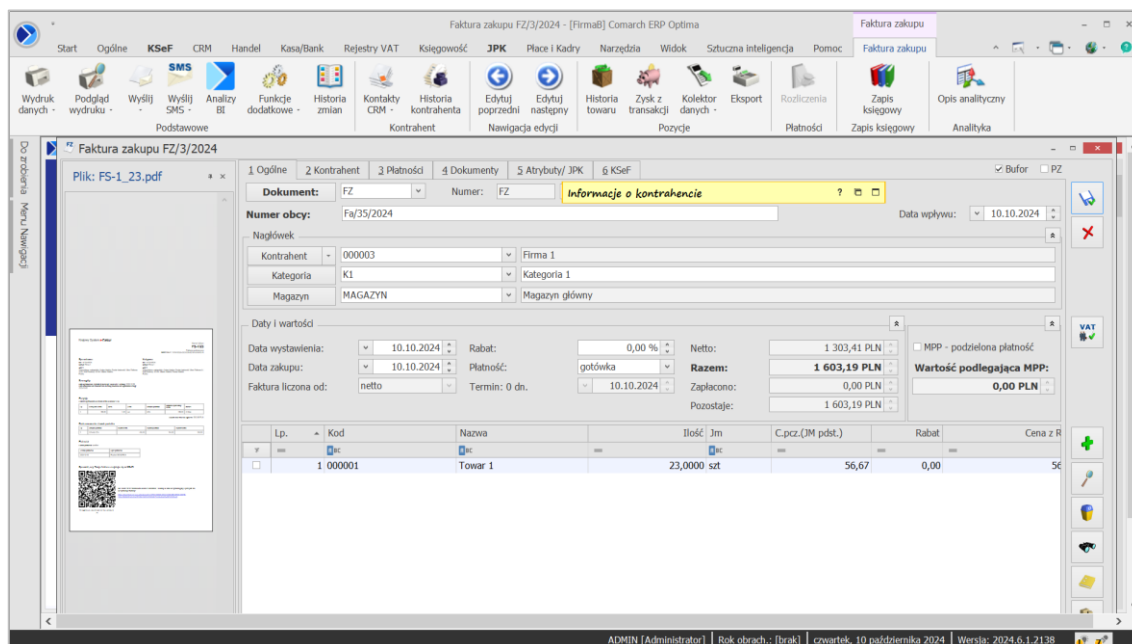 Faktura zakupu FZ/3/2024 - [FirmaB] Comarch ERP Optima
Faktura zakupu
Start Ogólne KSeF CRM Handel Kasa/Bank Rejestry VAT Księgowość JPK Płace i Kadry Narzędzia Widok Sztuczna inteligencja Pomoc Faktura zakupu
SMS
Wydruk danych Podgląd wydruku Wyślij Wyślij SMS Analizy BI Funkcje dodatkowe Historia zmian Kontakty CRM Historia kontrahenta Edytuj poprzedni Edytuj następny Historia towaru Zysk z transakcji Kolektor danych Eksport Rozliczenia Zapis księgowy Opis analityczny
Podstawowe Kontrahent Nawigacja edycji Pozycje Płatności Zapis księgowy Analityka
Do zrobienia
Menu Nawigacji
FZ Faktura zakupu FZ/3/2024
Plik: FS-1_23.pdf
1 Ogólne 2 Kontrahent 3 Płatności 4 Dokumenty 5 Atrybuty/ JPK 6 KSeF Bufor PZ
Dokument: FZ Numer: FZ Informacje o kontrahencie ?
Numer obcy: Fa/35/2024 Data wpływu: 10.10.2024
Nagłówek
Kontrahent 000003 Firma 1
Kategoria K1 Kategoria 1
Magazyn MAGAZYN Magazyn główny
Daty i wartości
VAT
Data wystawienia: 10.10.2024 Rabat: 0,00 % Netto: 1 303,41 PLN MPP - podzielona płatność
Data zakupu: 10.10.2024 Płatność: gotówka Razem: 1 603,19 PLN Wartość podlegająca MPP:
Faktura liczona od: netto Termin: 0 dn. 10.10.2024 Zapłacono: 0,00 PLN 0,00 PLN
Pozostaje: 1 603,19 PLN
Lp. Kod Nazwa Ilość Jm C.pcz.(JM pdst.) Rabat Cena z R
1 000001 Towar 1 23,0000 szt 56,67 0,00 56
ADMIN [Administrator] Rok obrach.: [brak] czwartek, 10 października 2024 Wersja: 2024.6.1.2138